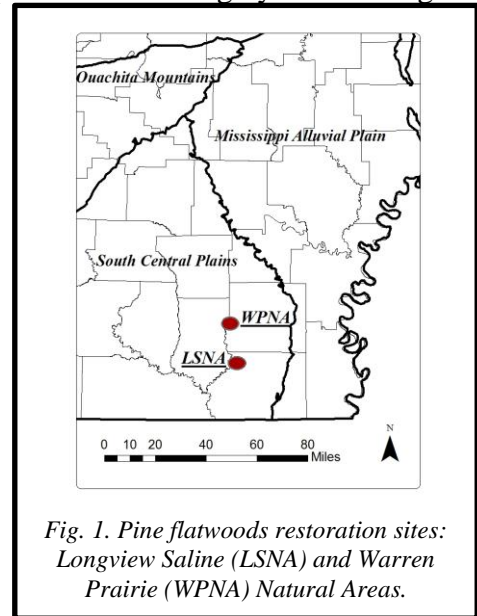 Ouachita Mountains
Mississippi Alluvial Plain
South Central Plains
WPNA
LSNA
N
0 10 20 40 60 80
Miles
Fig. 1. Pine flatwoods restoration sites:
Longview Saline (LSNA) and Warren
Prairie (WPNA) Natural Areas.